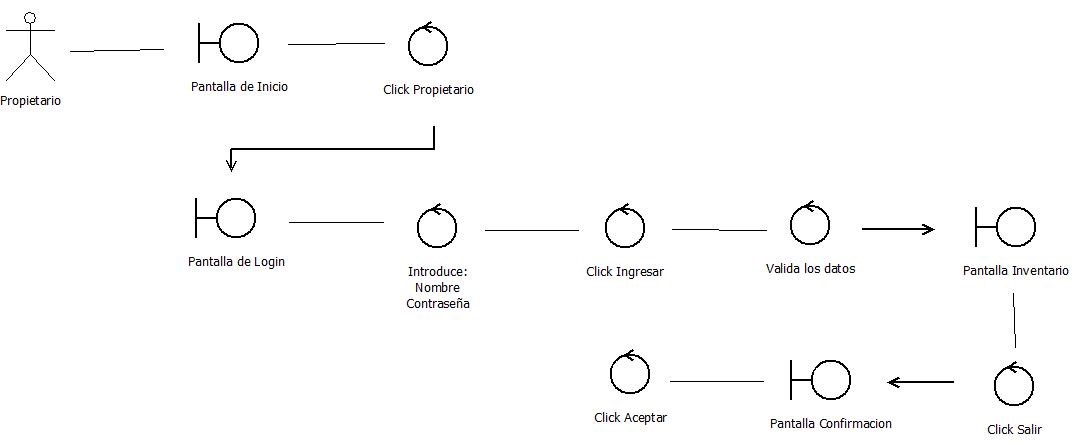 Propietario
Pantalla de Inicio
Click Propietario
Pantalla de Login
Introduce:
Nombre
Contraseña
Click Ingresar
Valida los datos
Pantalla Inventario
Click Aceptar
Pantalla Confirmacion
Click Salir